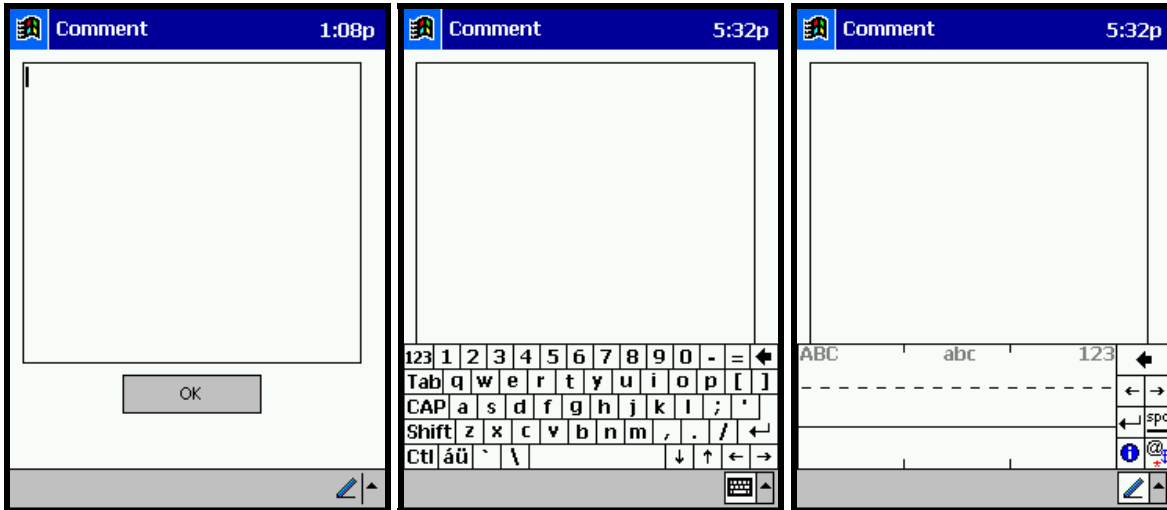 Comment 1:08p
OK
Comment 5:32p
123 1 2 3 4 5 6 7 8 9 0 - =
Tab q w e r t y u i o p [ ]
CAP a s d f g h j k l ; '
Shift z x c v b n m , . /
Ctl áü ` \ ↓ ↑ ← →
Comment 5:32p
ABC abc 123
← →
spc
@ *